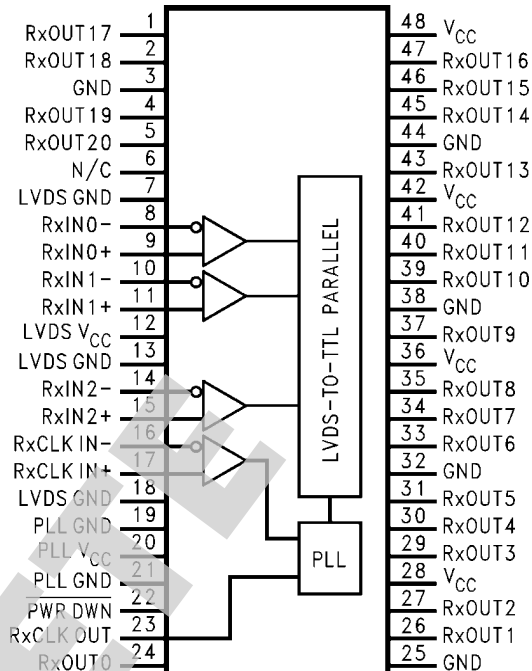 RxOUT17 1
RxOUT18 2
GND 3
RxOUT19 4
RxOUT20 5
N/C 6
LVDS GND 7
RxIN0- 8
RxIN0+ 9
RxIN1- 10
RxIN1+ 11
LVDS VCC 12
LVDS GND 13
RxIN2- 14
RxIN2+ 15
RxCLK IN- 16
RxCLK IN+ 17
LVDS GND 18
PLL GND 19
PLL VCC 20
PLL GND 21
PWR DWN 22
RxCLK OUT 23
RxOUT0 24
LVDS-TO-TTL PARALLEL
PLL
48 VCC
47 RxOUT16
46 RxOUT15
45 RxOUT14
44 GND
43 RxOUT13
42 VCC
41 RxOUT12
40 RxOUT11
39 RxOUT10
38 GND
37 RxOUT9
36 VCC
35 RxOUT8
34 RxOUT7
33 RxOUT6
32 GND
31 RxOUT5
30 RxOUT4
29 RxOUT3
28 VCC
27 RxOUT2
26 RxOUT1
25 GND
ETE